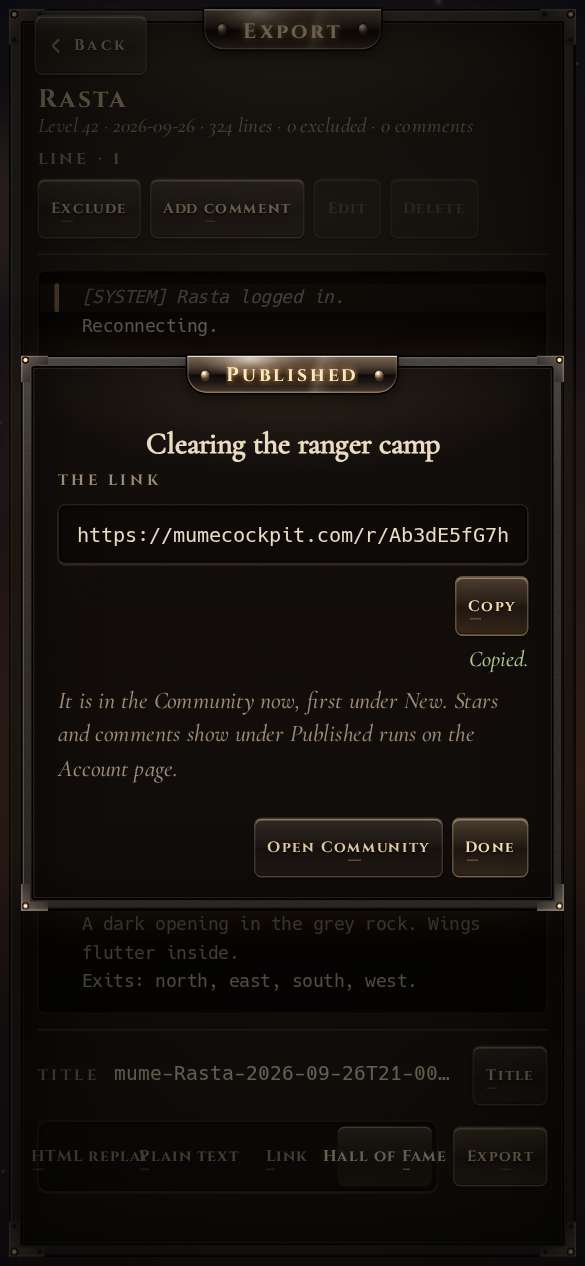 Export
Back
Rasta
Level 42 · 2026-09-26 · 324 lines · 0 excluded · 0 comments
LINE · 1
Exclude
Add comment
Edit
Delete
[SYSTEM] Rasta logged in.
Reconnecting.
Published
Clearing the ranger camp
THE LINK
https://mumecockpit.com/r/Ab3dE5fG7h
Copy
Copied.
It is in the Community now, first under New. Stars
and comments show under Published runs on the
Account page.
Open Community
Done
A dark opening in the grey rock. Wings
flutter inside.
Exits: north, east, south, west.
TITLE
mume-Rasta-2026-09-26T21-00…
Title
HTML replay
Plain text
Link
Hall of Fame
Export